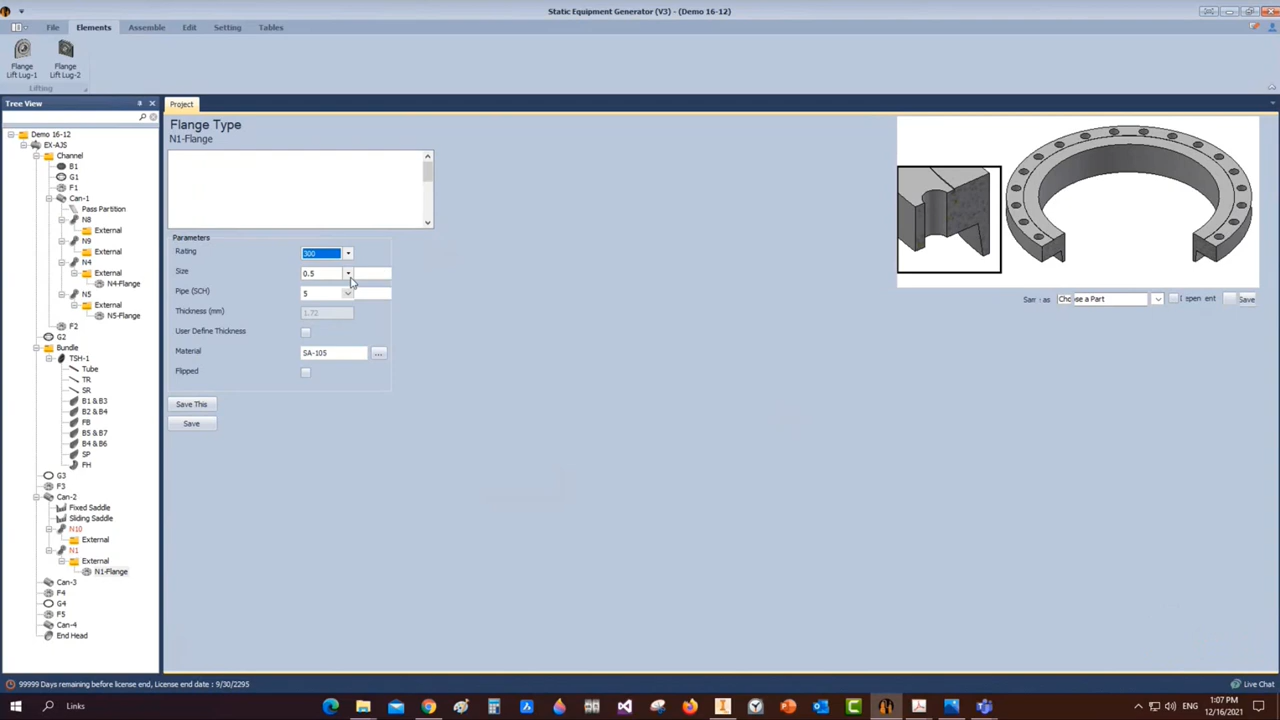 Static Equipment Generator (V3) - (Demo 16-12)
File
Elements
Assemble
Edit
Setting
Tables
Flange
Lift Lug-1
Flange
Lift Lug-2
Lifting
Tree View
Demo 16-12
EX-AJS
Channel
B1
G1
F1
Can-1
Pass Partition
N8
External
N9
External
N4
External
N4-Flange
N5
External
N5-Flange
F2
G2
Bundle
TSH-1
Tube
TR
SR
B1 & B3
B2 & B4
FB
B5 & B7
B4 & B6
SP
FH
G3
F3
Can-2
Fixed Saddle
Sliding Saddle
N10
External
N1
External
N1-Flange
Can-3
F4
G4
F5
Can-4
End Head
Project
Flange Type
N1-Flange
Parameters
Rating
300
Size
0.5
Pipe (SCH)
5
Thickness (mm)
1.72
User Define Thickness
Material
SA-105
...
Flipped
Save This
Save
as
a Part
Save
99999 Days remaining before license end, License end date : 9/30/2295
Live Chat
Links
ENG
1:07 PM
12/16/2021